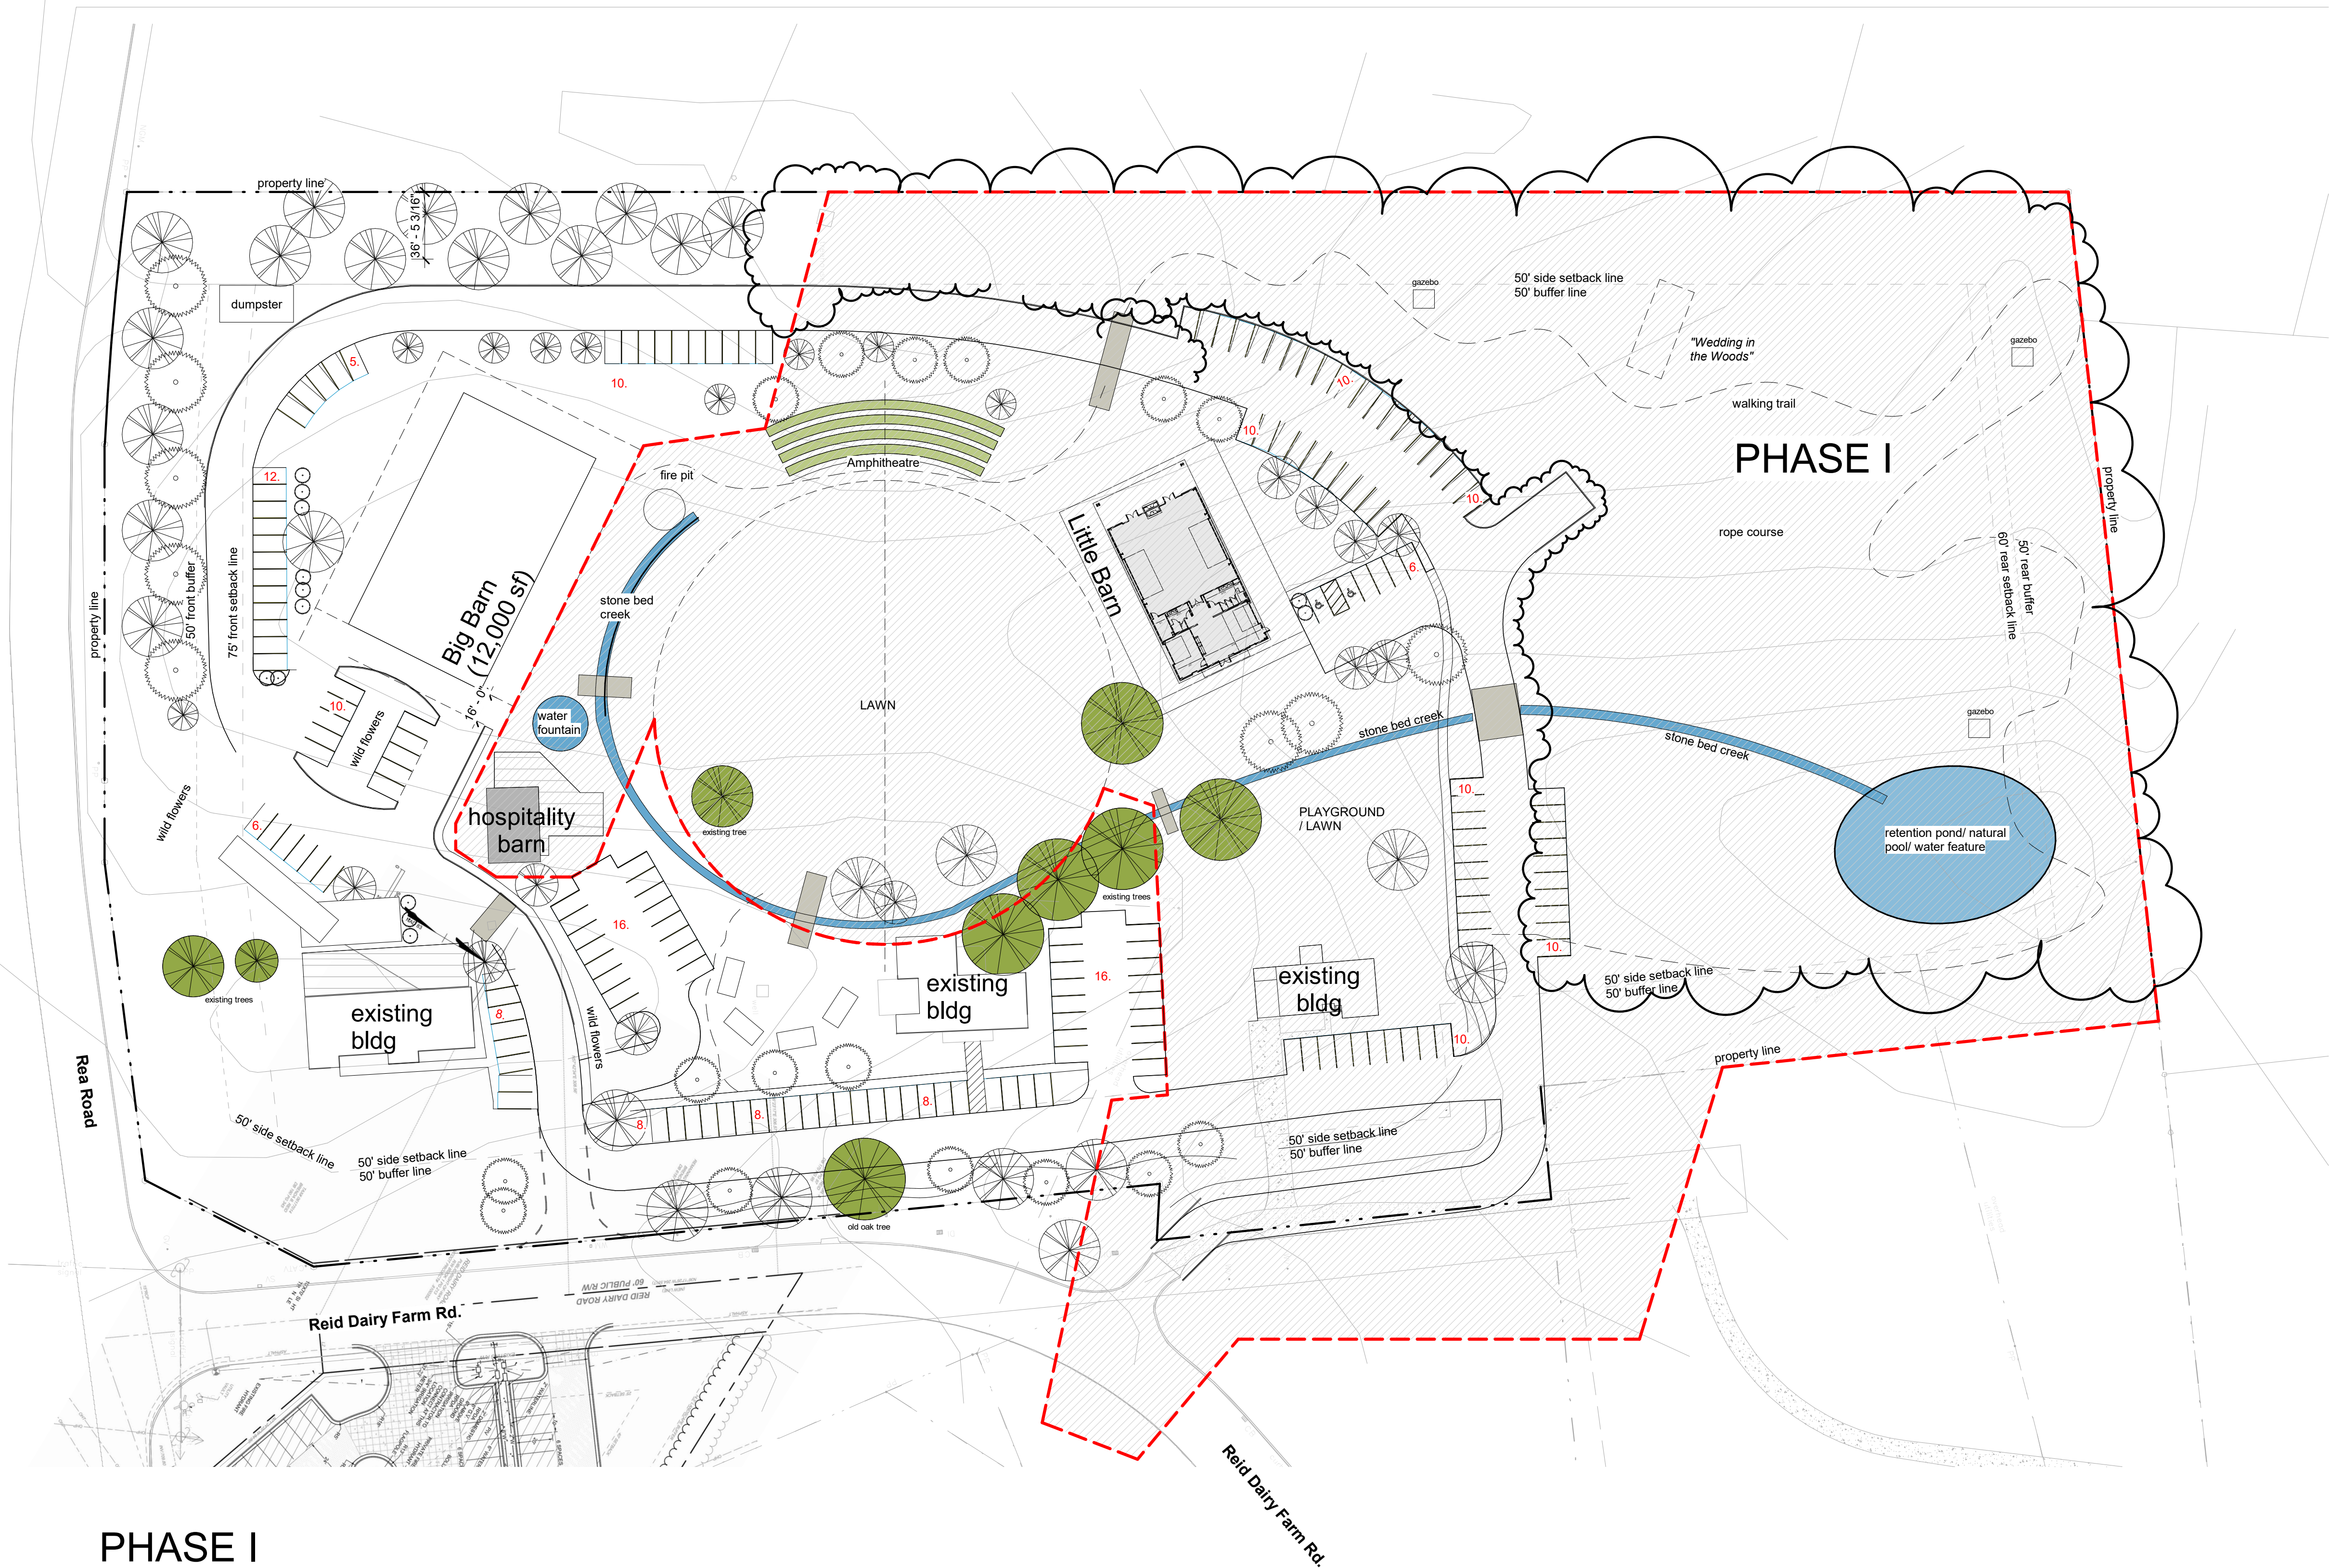 property line
36' - 5 3/16"
dumpster
gazebo
50' side setback line
50' buffer line
"Wedding in
the Woods"
gazebo
walking trail
PHASE I
5.
10.
10.
10.
10.
12.
fire pit
Amphitheatre
Little Barn
6.
rope course
property line
50' rear buffer
60' rear setback line
property line
50' front buffer
75' front setback line
stone bed
creek
Big Barn
(12,000 sf)
16' - 0"
10.
wild flowers
water
fountain
LAWN
stone bed creek
stone bed creek
gazebo
wild flowers
6.
hospitality
barn
existing tree
PLAYGROUND
/ LAWN
10.
retention pond/ natural
pool/ water feature
existing trees
16.
16.
10.
existing trees
8.
existing
bldg
existing
bldg
existing
bldg
50' side setback line
50' buffer line
wild flowers
10.
property line
Rea Road
8.
8.
8.
50' side setback line
50' side setback line
50' buffer line
50' side setback line
50' buffer line
old oak tree
60' PUBLIC R/W
REID DAIRY ROAD
Reid Dairy Farm Rd.
EXISTING FIRE
HYDRANT
Reid Dairy Farm Rd.
PHASE I